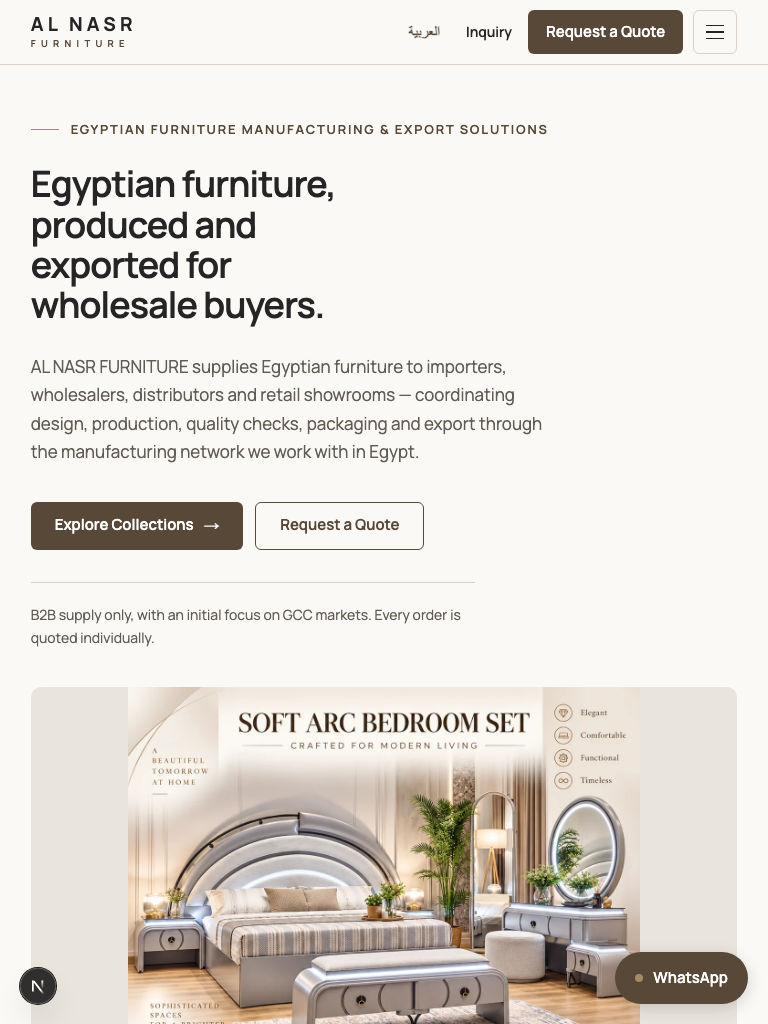 AL NASR
FURNITURE
العربية
Inquiry
Request a Quote
EGYPTIAN FURNITURE MANUFACTURING & EXPORT SOLUTIONS
Egyptian furniture,
produced and
exported for
wholesale buyers.
AL NASR FURNITURE supplies Egyptian furniture to importers,
wholesalers, distributors and retail showrooms — coordinating
design, production, quality checks, packaging and export through
the manufacturing network we work with in Egypt.
Explore Collections →
Request a Quote
B2B supply only, with an initial focus on GCC markets. Every order is
quoted individually.
SOFT ARC BEDROOM SET
CRAFTED FOR MODERN LIVING
A
BEAUTIFUL
TOMORROW
AT HOME
Elegant
Comfortable
Functional
Timeless
SOPHISTICATED
SPACES
FOR A BRIGHTER
N
WhatsApp